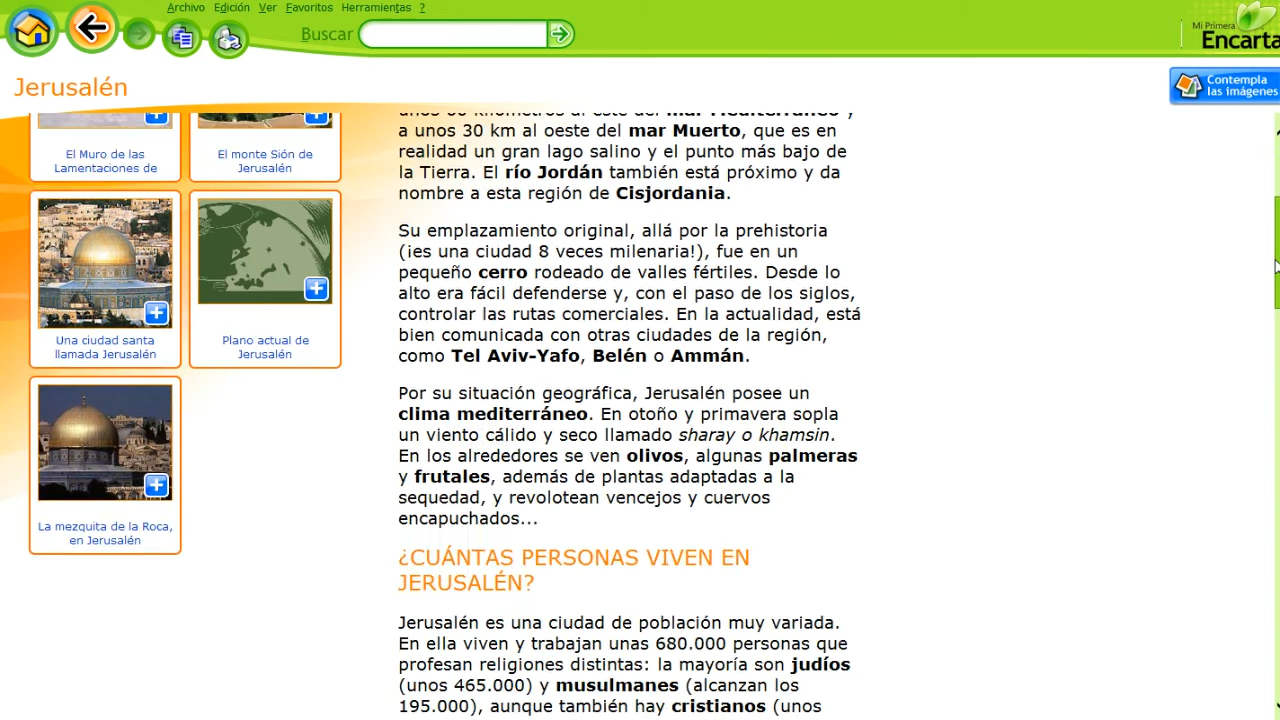 Archivo Edición Ver Favoritos Herramientas ?
Buscar
Mi Primera
Encarta
Jerusalén
Contempla
las imágenes
El Muro de las
Lamentaciones de
El monte Sión de
Jerusalén
Una ciudad santa
llamada Jerusalén
Plano actual de
Jerusalén
La mezquita de la Roca,
en Jerusalén
unos 60 kilómetros al este del mar Mediterráneo y
a unos 30 km al oeste del mar Muerto, que es en
realidad un gran lago salino y el punto más bajo de
la Tierra. El río Jordán también está próximo y da
nombre a esta región de Cisjordania.
Su emplazamiento original, allá por la prehistoria
(¡es una ciudad 8 veces milenaria!), fue en un
pequeño cerro rodeado de valles fértiles. Desde lo
alto era fácil defenderse y, con el paso de los siglos,
controlar las rutas comerciales. En la actualidad, está
bien comunicada con otras ciudades de la región,
como Tel Aviv-Yafo, Belén o Ammán.
Por su situación geográfica, Jerusalén posee un
clima mediterráneo. En otoño y primavera sopla
un viento cálido y seco llamado sharay o khamsin.
En los alrededores se ven olivos, algunas palmeras
y frutales, además de plantas adaptadas a la
sequedad, y revolotean vencejos y cuervos
encapuchados...
¿CUÁNTAS PERSONAS VIVEN EN
JERUSALÉN?
Jerusalén es una ciudad de población muy variada.
En ella viven y trabajan unas 680.000 personas que
profesan religiones distintas: la mayoría son judíos
(unos 465.000) y musulmanes (alcanzan los
195.000), aunque también hay cristianos (unos